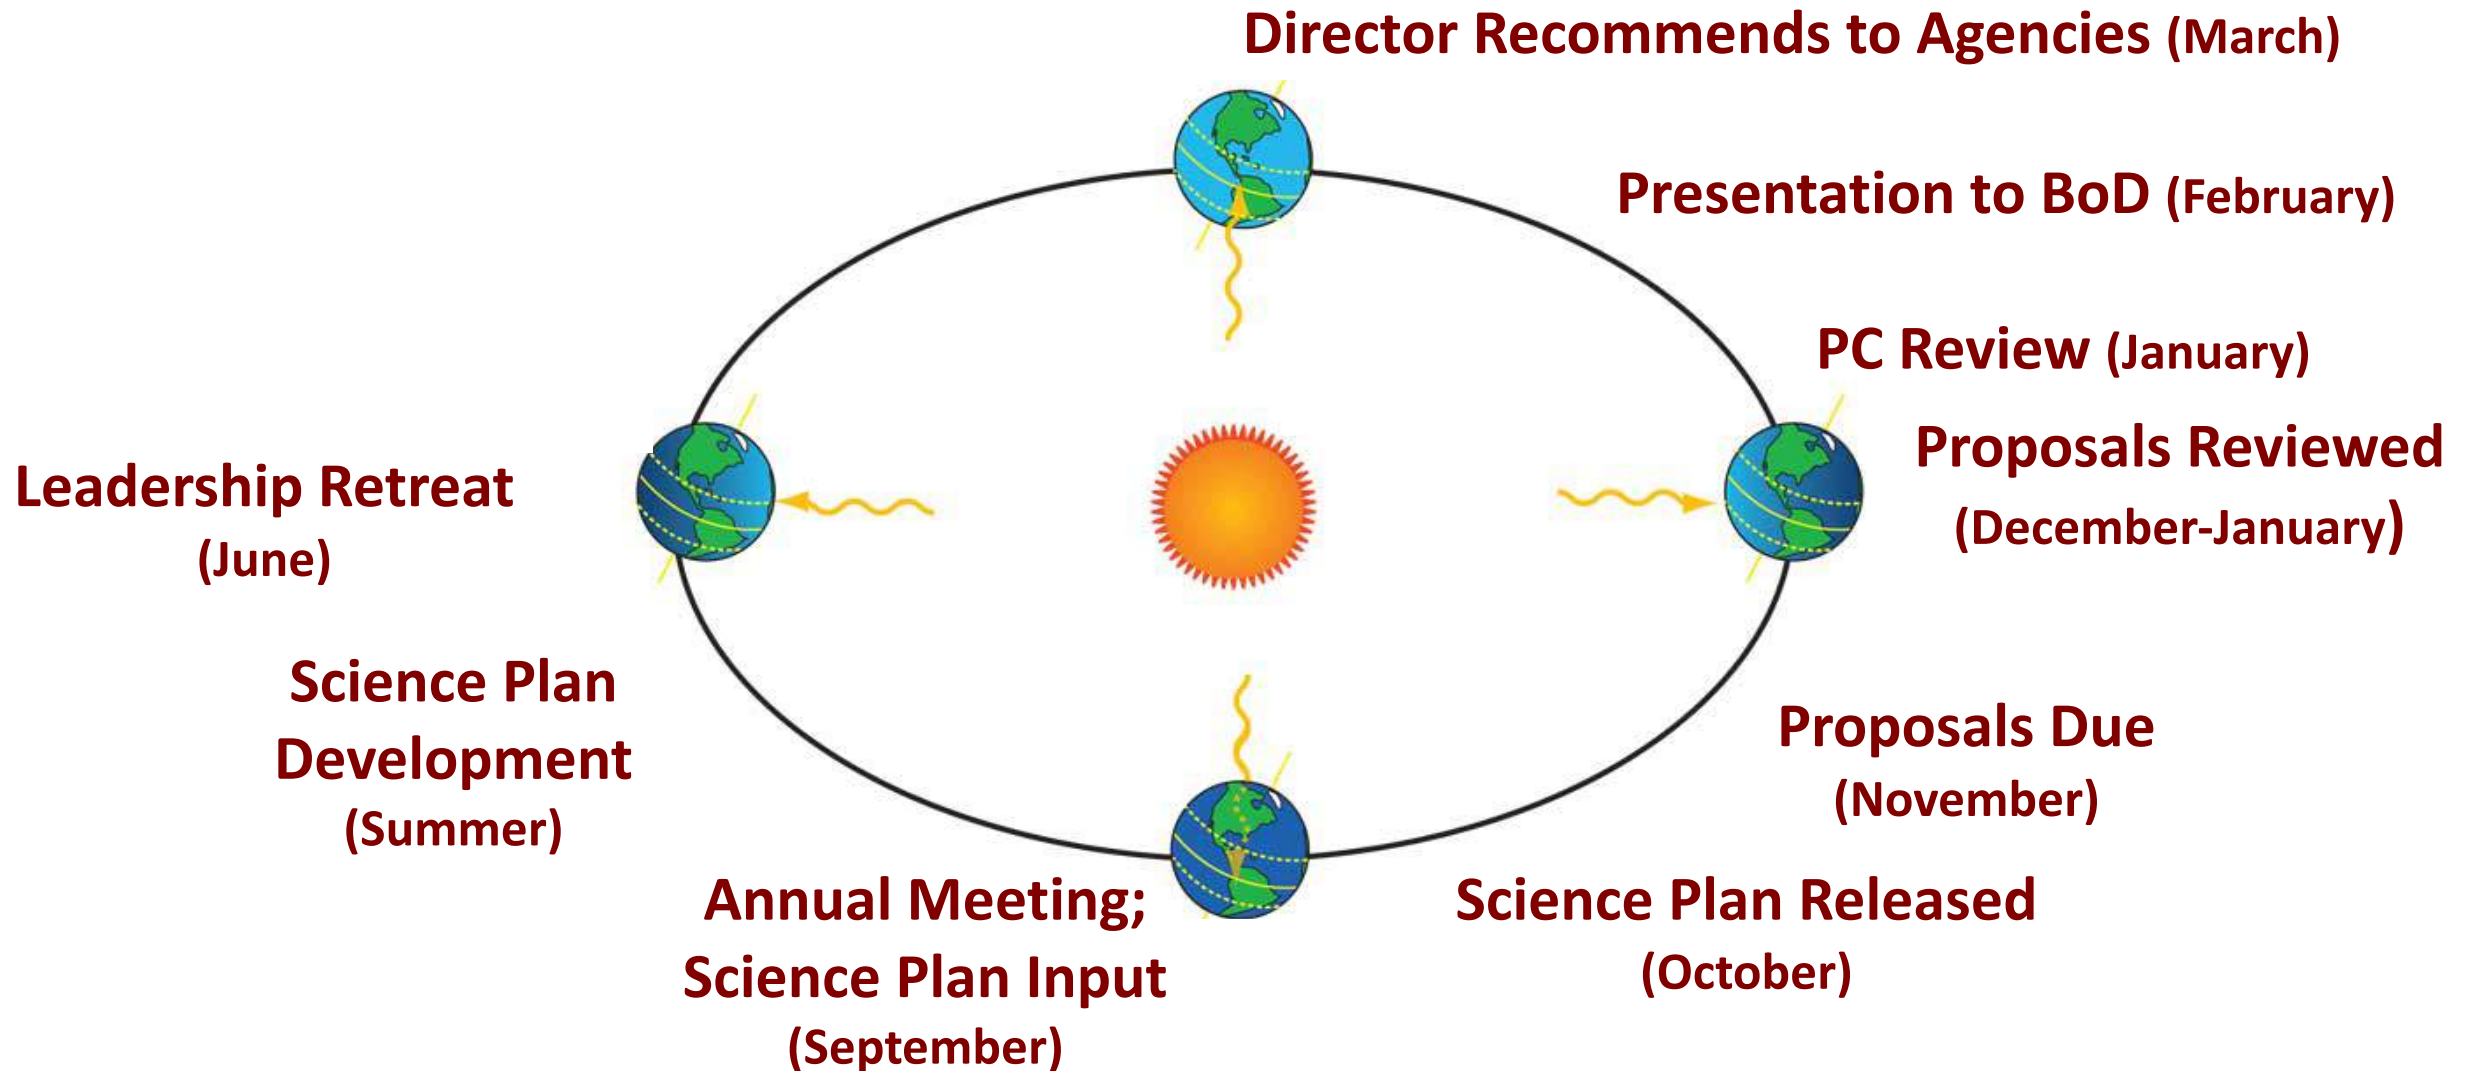 Director Recommends to Agencies (March)
Presentation to BoD (February)
PC Review (January)
Proposals Reviewed
(December-January)
Leadership Retreat
(June)
Science Plan
Development
(Summer)
Proposals Due
(November)
Annual Meeting;
Science Plan Input
(September)
Science Plan Released
(October)